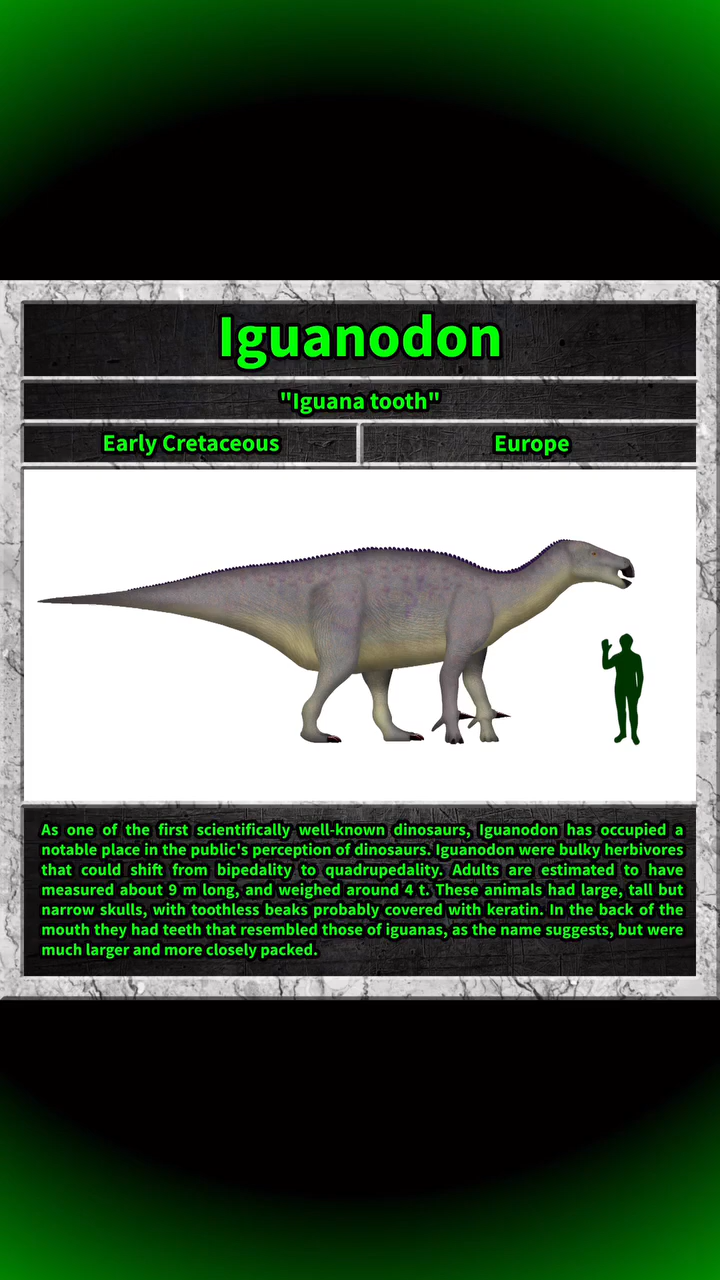 Iguanodon
"Iguana tooth"
Early Cretaceous
Europe
As one of the first scientifically well-known dinosaurs, Iguanodon has occupied a
notable place in the public's perception of dinosaurs. Iguanodon were bulky herbivores
that could shift from bipedality to quadrupedality. Adults are estimated to have
measured about 9 m long, and weighed around 4 t. These animals had large, tall but
narrow skulls, with toothless beaks probably covered with keratin. In the back of the
mouth they had teeth that resembled those of iguanas, as the name suggests, but were
much larger and more closely packed.